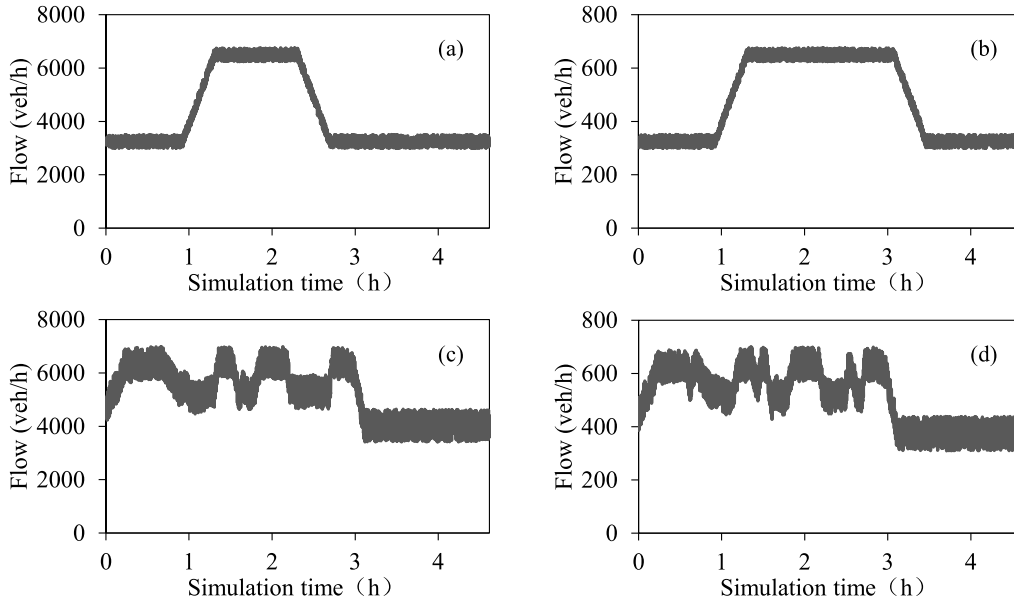 8000
6000
4000
2000
0
Flow (veh/h)
(a)
0 1 2 3 4
Simulation time（h）
800
600
400
200
0
Flow (veh/h)
(b)
0 1 2 3 4
Simulation time（h）
8000
6000
4000
2000
0
Flow (veh/h)
(c)
0 1 2 3 4
Simulation time（h）
800
600
400
200
0
Flow (veh/h)
(d)
0 1 2 3 4
Simulation time（h）